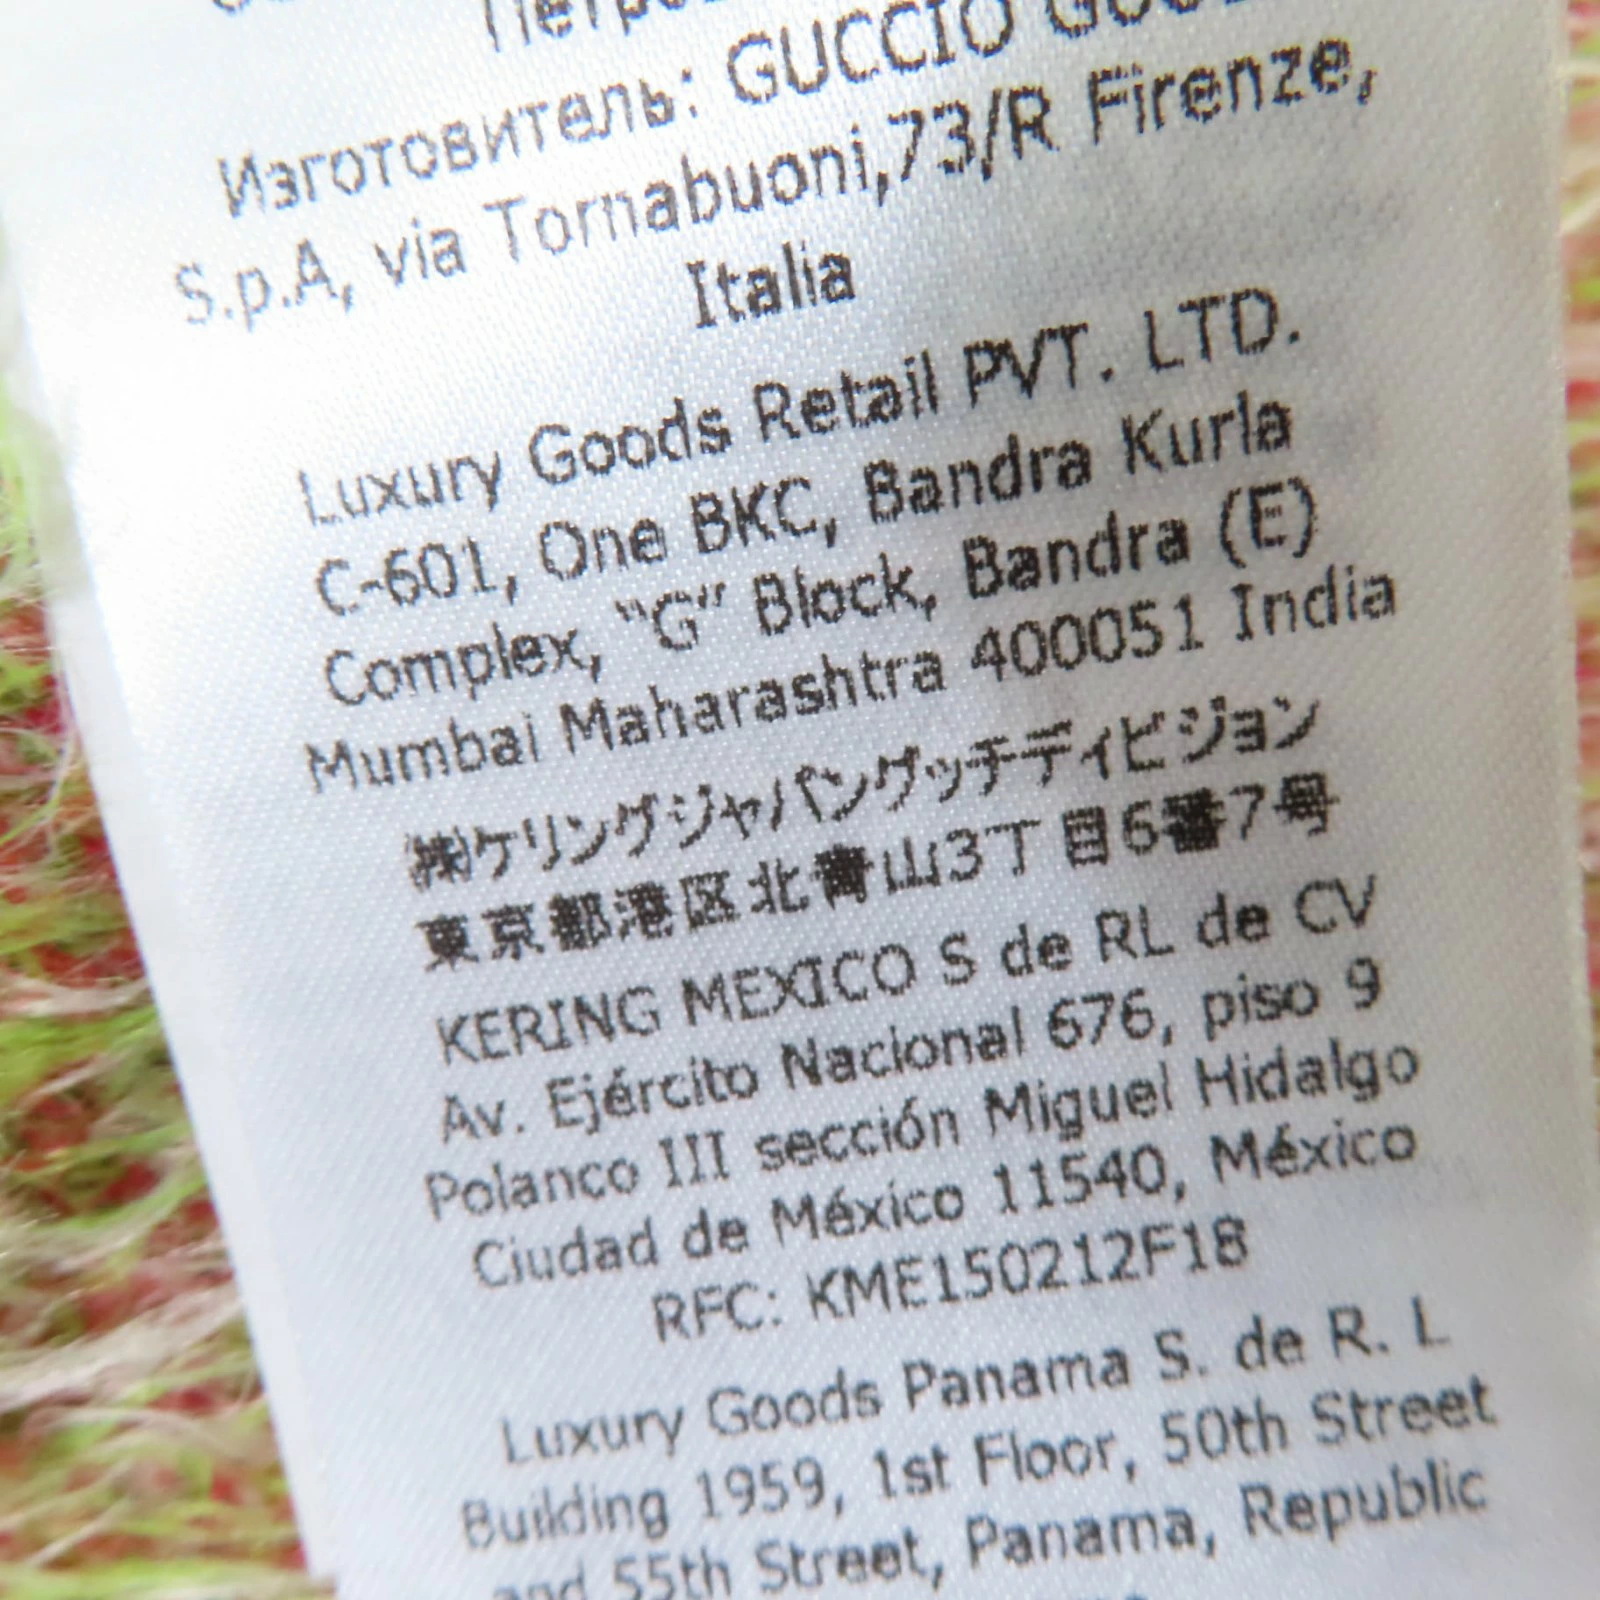 Изготовитель: GUCCIO
S.p.A, via Tornabuoni,73/R Firenze,
Italia
Luxury Goods Retail PVT. LTD.
C-601, One BKC, Bandra Kurla
Complex, “G” Block, Bandra (E)
Mumbai Maharashtra 400051 India
㈱ケリングジャパングッチディビジョン
東京都港区北青山3丁目6番7号
KERING MEXICO S de RL de CV
Av. Ejército Nacional 676, piso 9
Polanco III sección Miguel Hidalgo
Ciudad de México 11540, México
RFC: KME150212F18
Luxury Goods Panama S. de R. L
Building 1959, 1st Floor, 50th Street
and 55th Street, Panama, Republic